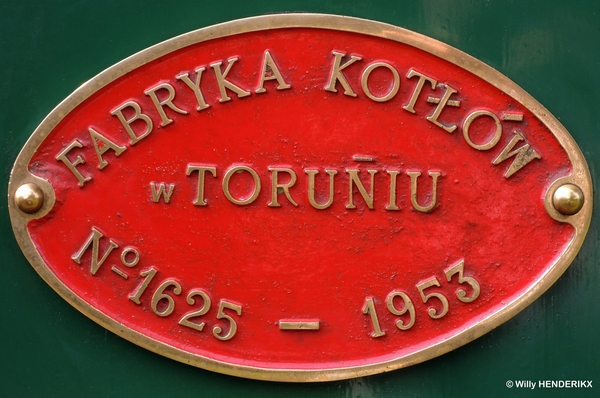 FABRYKA KOTŁÓW
w TORUŃIU
No 1625 — 1953
© Willy HENDERIKX